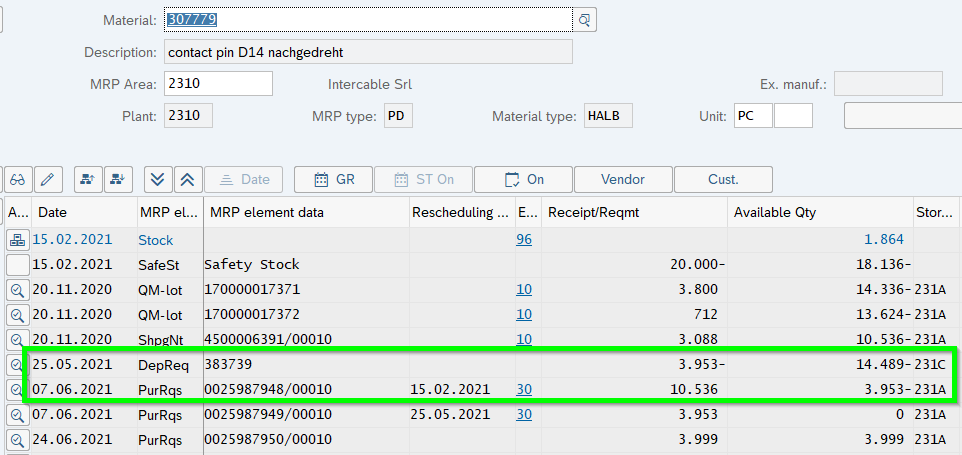 Material: 307779
Description: contact pin D14 nachgedreht
MRP Area: 2310 Intercable Srl Ex. manuf.:
Plant: 2310 MRP type: PD Material type: HALB Unit: PC
Date GR ST On On Vendor Cust.
A... Date MRP el... MRP element data Rescheduling ... E... Receipt/Reqmt Available Qty Stor...
15.02.2021 Stock 96 1.864
15.02.2021 SafeSt Safety Stock 20.000- 18.136-
20.11.2020 QM-lot 170000017371 10 3.800 14.336- 231A
20.11.2020 QM-lot 170000017372 10 712 13.624- 231A
20.11.2020 ShpgNt 4500006391/00010 10 3.088 10.536- 231A
25.05.2021 DepReq 383739 3.953- 14.489- 231C
07.06.2021 PurRqs 0025987948/00010 15.02.2021 30 10.536 3.953- 231A
07.06.2021 PurRqs 0025987949/00010 25.05.2021 30 3.953 0 231A
24.06.2021 PurRqs 0025987950/00010 3.999 3.999 231A